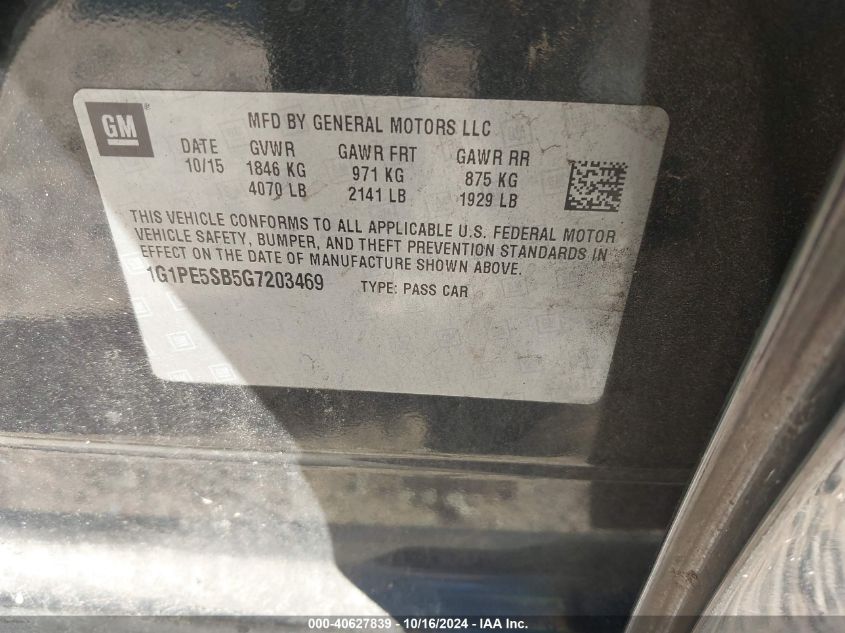 GM ®
MFD BY GENERAL MOTORS LLC
DATE GVWR GAWR FRT GAWR RR
10/15 1846 KG 971 KG 875 KG
4070 LB 2141 LB 1929 LB
THIS VEHICLE CONFORMS TO ALL APPLICABLE U.S. FEDERAL MOTOR
VEHICLE SAFETY, BUMPER, AND THEFT PREVENTION STANDARDS IN
EFFECT ON THE DATE OF MANUFACTURE SHOWN ABOVE.
1G1PE5SB5G7203469 TYPE: PASS CAR
000-40627839 - 10/16/2024 - IAA Inc.